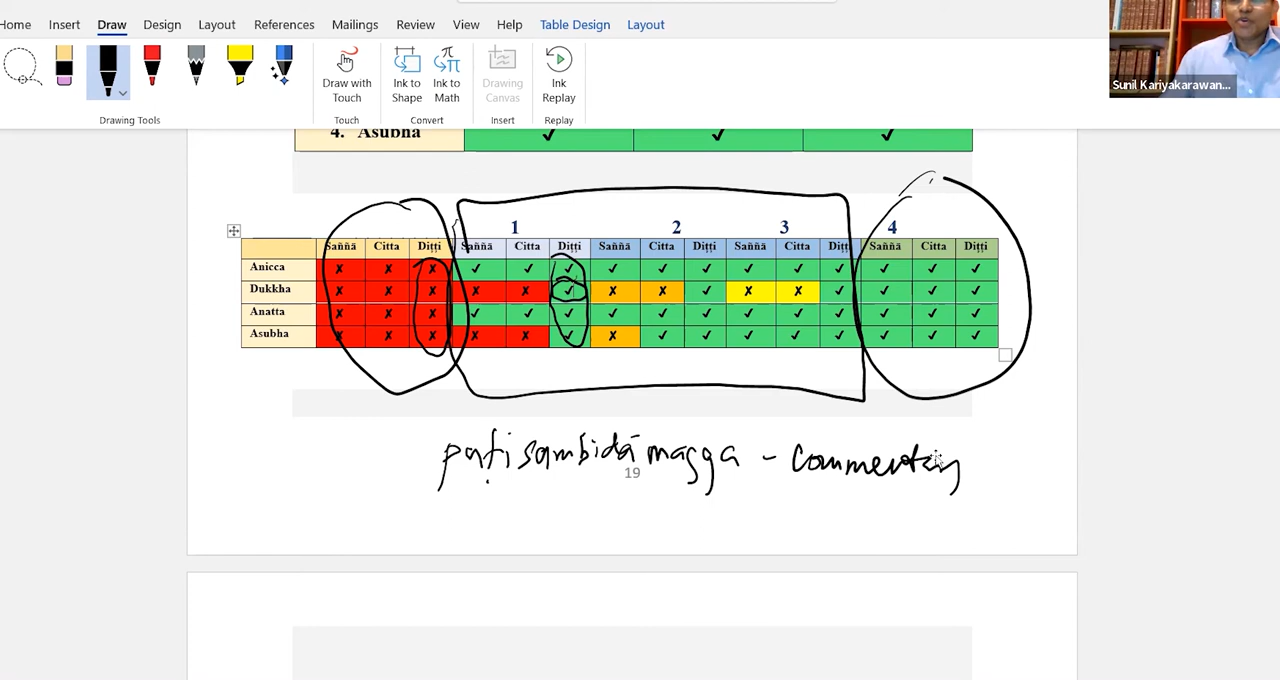 Home Insert Draw Design Layout References Mailings Review View Help Table Design Layout
Draw with Touch
Ink to Shape
Ink to Math
Drawing Canvas
Ink Replay
Drawing Tools
Touch
Convert
Insert
Replay
Sunil Kariyakarawan...
4. Asubha ✓ ✓ ✓
1 2 3 4
Saññā Citta Diṭṭi Saññā Citta Diṭṭi Saññā Citta Diṭṭi Saññā Citta Diṭṭi Saññā Citta Diṭṭi
Anicca ✗ ✗ ✗ ✓ ✓ ✓ ✓ ✓ ✓ ✓ ✓ ✓ ✓ ✓ ✓
Dukkha ✗ ✗ ✗ ✗ ✗ ✓ ✗ ✗ ✓ ✗ ✗ ✓ ✓ ✓ ✓
Anatta ✗ ✗ ✗ ✓ ✓ ✓ ✓ ✓ ✓ ✓ ✓ ✓ ✓ ✓ ✓
Asubha ✗ ✗ ✗ ✗ ✗ ✓ ✗ ✓ ✓ ✓ ✓ ✓ ✓ ✓ ✓
paṭisambidā magga - commentary
19